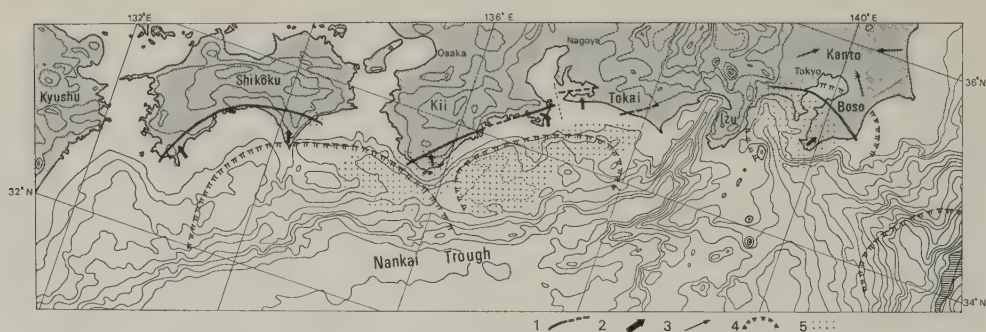 132°E
136°E
140°E
Osaka
Nagoya
Kanto
Tokyo
36°N
Kyushu
Shikoku
Kii
Tokai
Izu
Boso
32°N
Nankai Trough
34°N
1 2 3 4 5